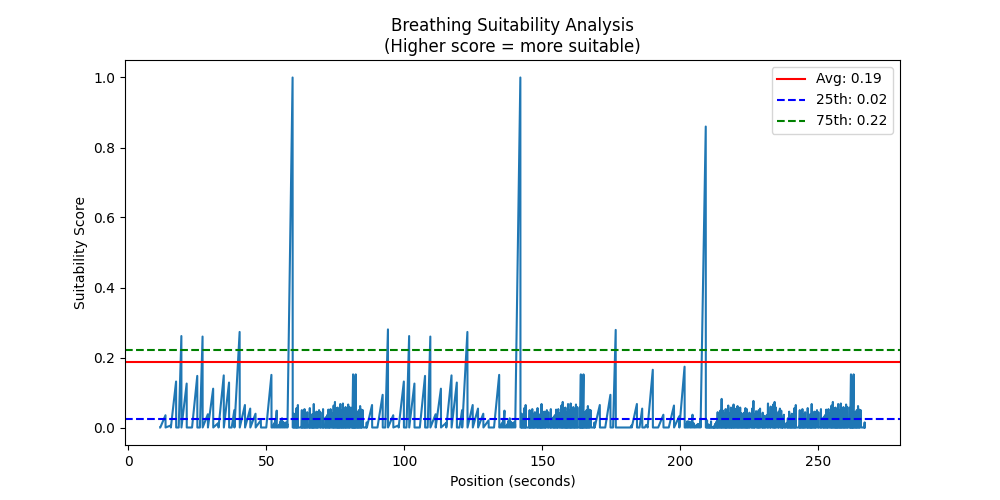 Breathing Suitability Analysis
(Higher score = more suitable)
Avg: 0.19
25th: 0.02
75th: 0.22
Suitability Score
1.0
0.8
0.6
0.4
0.2
0.0
0 50 100 150 200 250
Position (seconds)